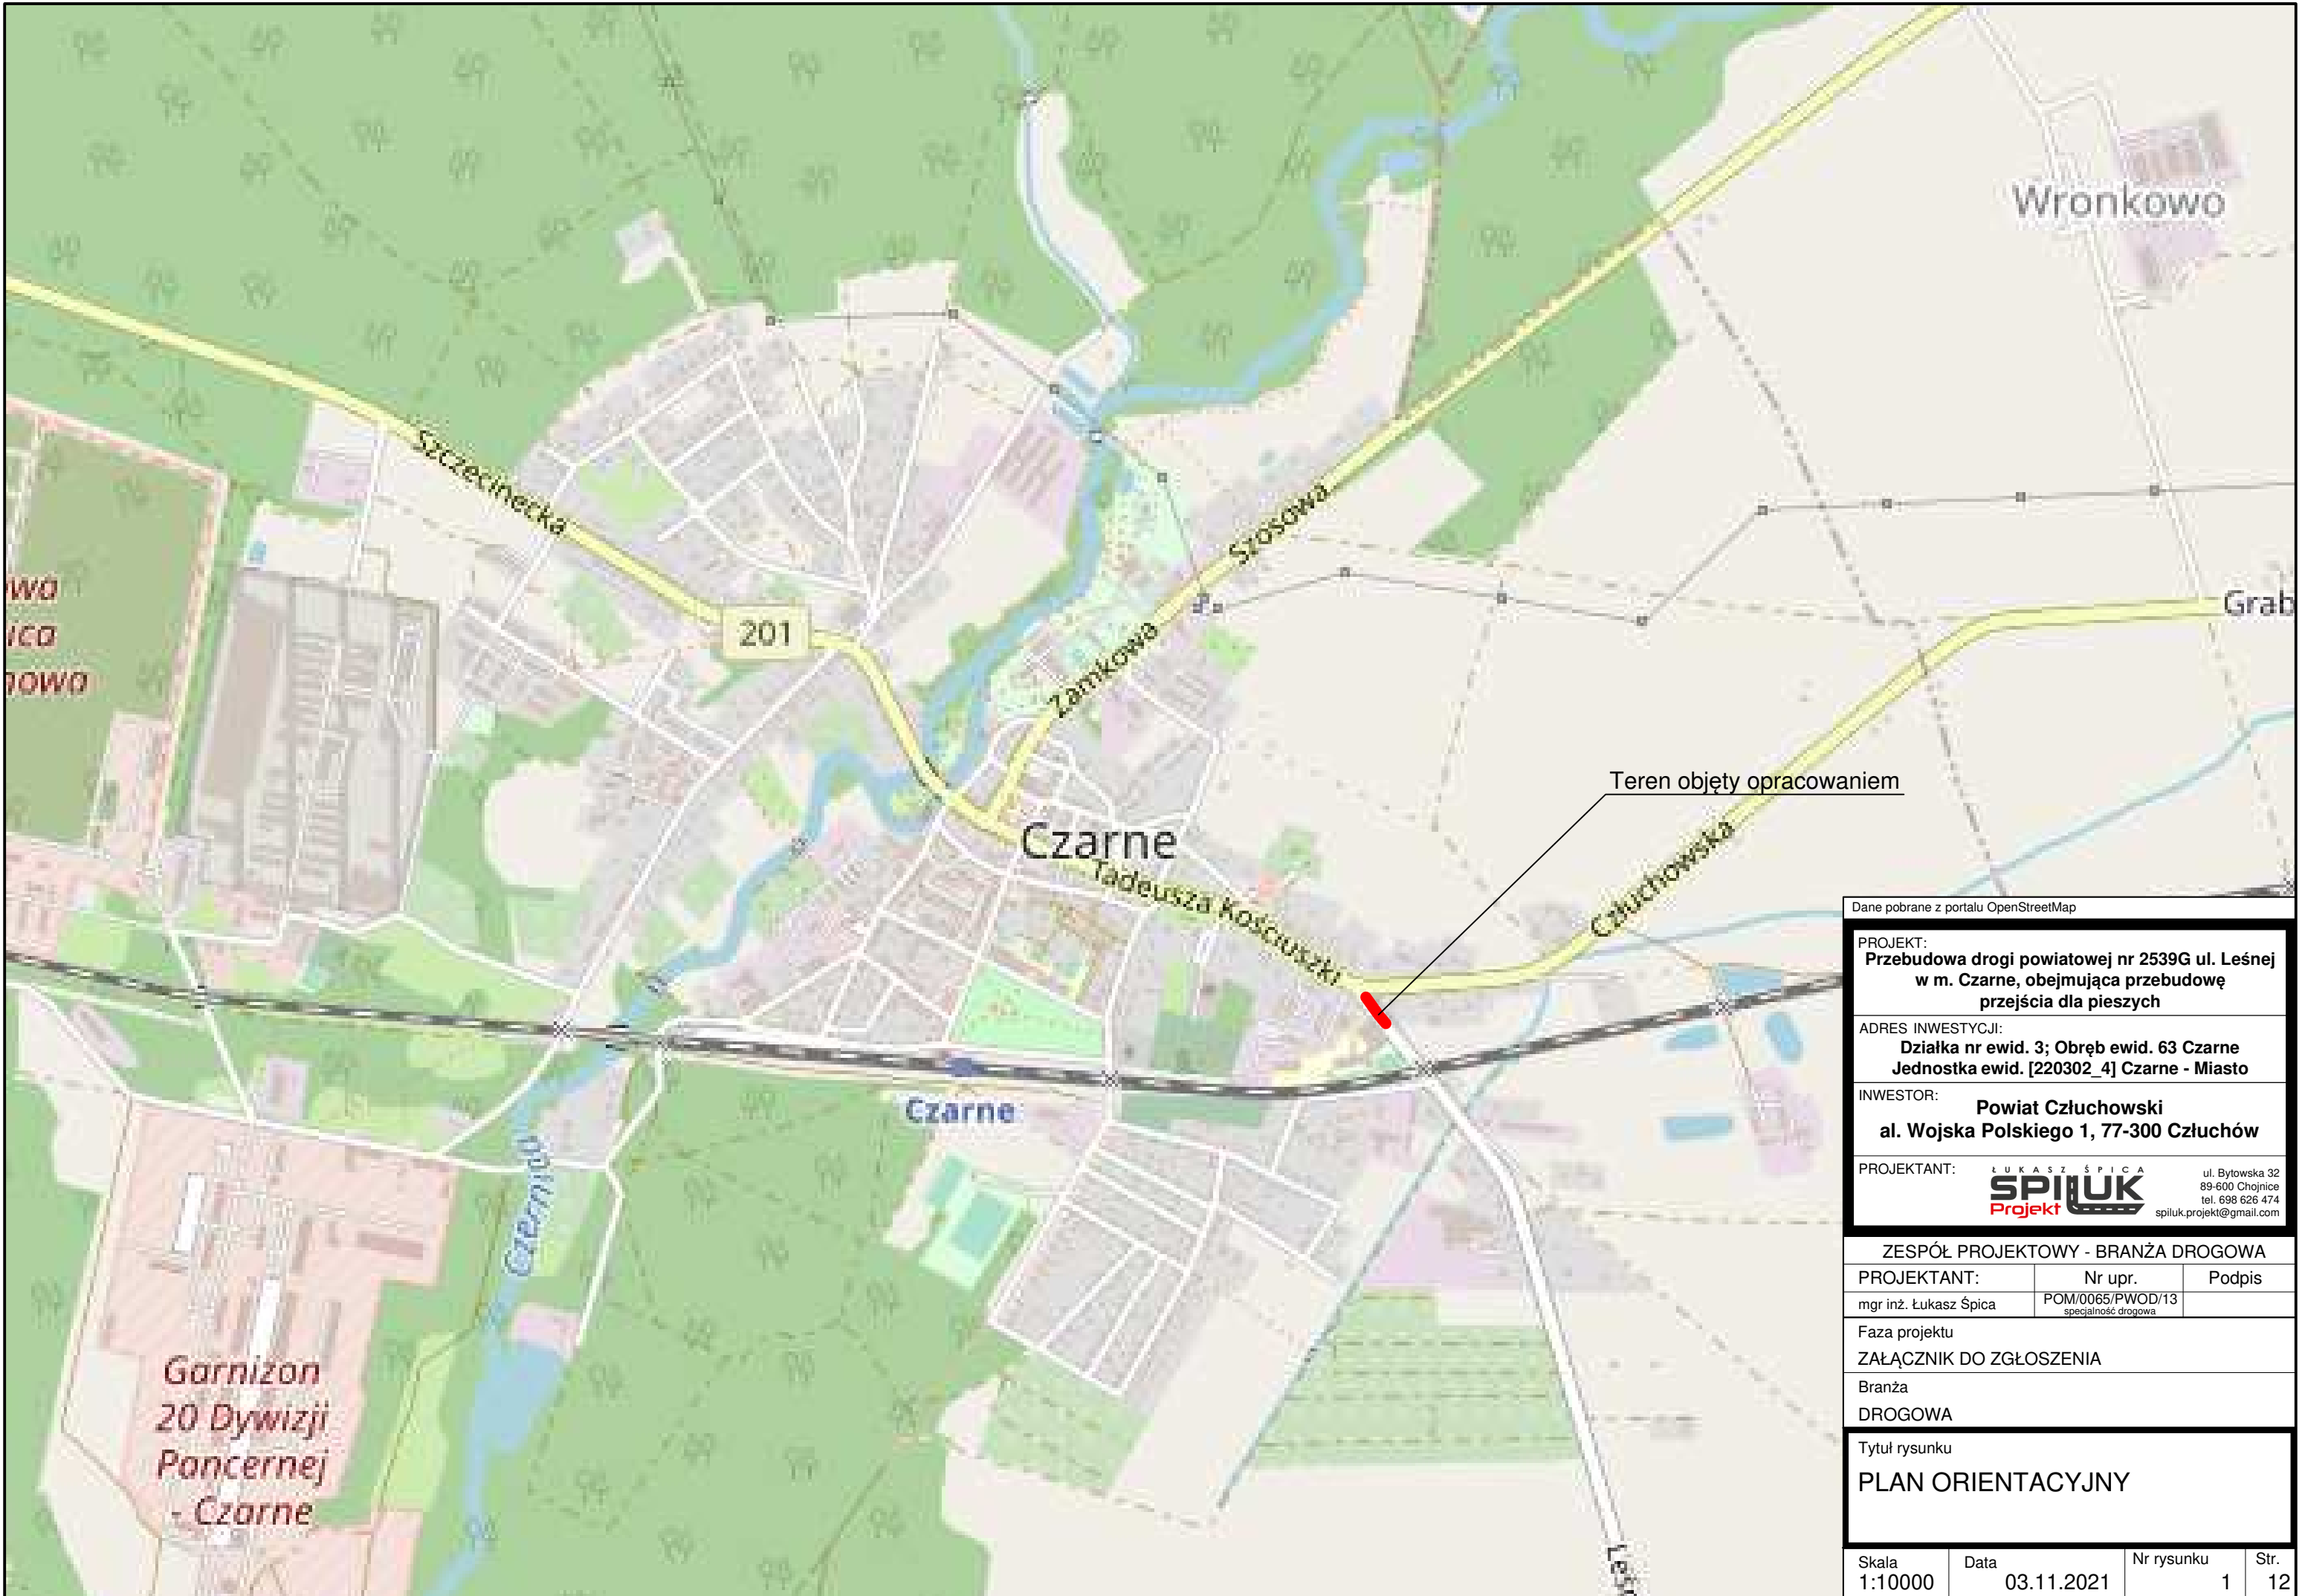 Wronkowo
Szczecinecka
Szosowa
wa
ica
nowa
201
Grab
Zamkowa
Teren objęty opracowaniem
Czarne
Tadeusza Kościuszki
Człuchowska
Czarne
Czernica
Garnizon
20 Dywizji
Pancernej
- Czarne
Leśn
Dane pobrane z portalu OpenStreetMap
PROJEKT:
Przebudowa drogi powiatowej nr 2539G ul. Leśnej
w m. Czarne, obejmująca przebudowę
przejścia dla pieszych
ADRES INWESTYCJI:
Działka nr ewid. 3; Obręb ewid. 63 Czarne
Jednostka ewid. [220302_4] Czarne - Miasto
INWESTOR:
Powiat Człuchowski
al. Wojska Polskiego 1, 77-300 Człuchów
PROJEKTANT:
ŁUKASZ ŚPICA
SPIŁUK
Projekt
ul. Bytowska 32
89-600 Chojnice
tel. 698 626 474
spiluk.projekt@gmail.com
ZESPÓŁ PROJEKTOWY - BRANŻA DROGOWA
PROJEKTANT: Nr upr. Podpis
mgr inż. Łukasz Śpica POM/0065/PWOD/13
specjalność drogowa
Faza projektu
ZAŁĄCZNIK DO ZGŁOSZENIA
Branża
DROGOWA
Tytuł rysunku
PLAN ORIENTACYJNY
Skala Data Nr rysunku Str.
1:10000 03.11.2021 1 12